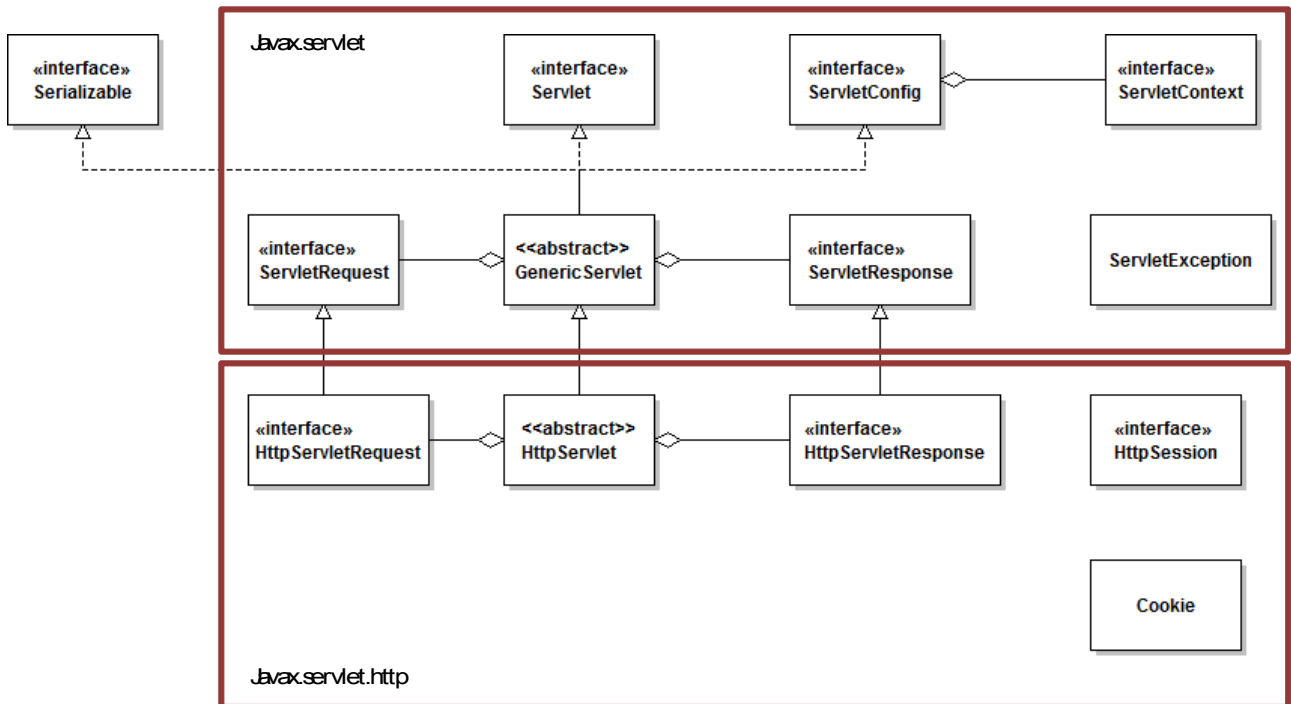 Javax.servlet
«interface»
Serializable
«interface»
Servlet
«interface»
ServletConfig
«interface»
ServletContext
«interface»
ServletRequest
<<abstract>>
GenericServlet
«interface»
ServletResponse
ServletException
«interface»
HttpServletRequest
<<abstract>>
HttpServlet
«interface»
HttpServletResponse
«interface»
HttpSession
Cookie
Javax.servlet.http